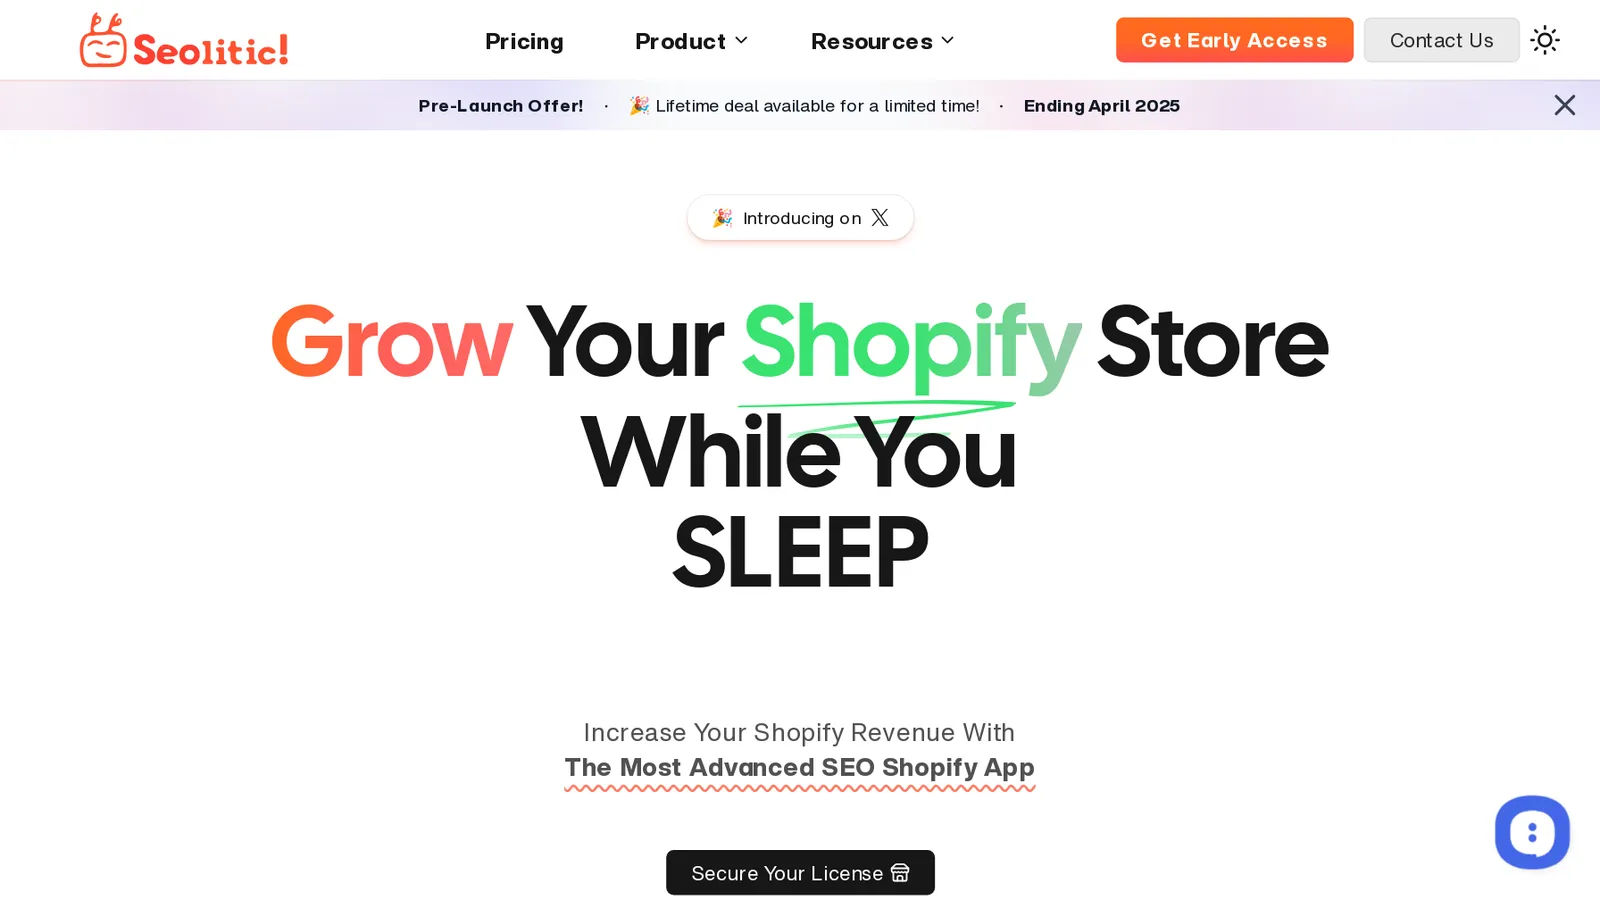 Seolitic!
Pricing
Product
Resources
Get Early Access
Contact Us
Pre-Launch Offer! · 🎉 Lifetime deal available for a limited time! · Ending April 2025
🎉 Introducing on X
Grow Your Shopify Store
While You
SLEEP
Increase Your Shopify Revenue With
The Most Advanced SEO Shopify App
Secure Your License